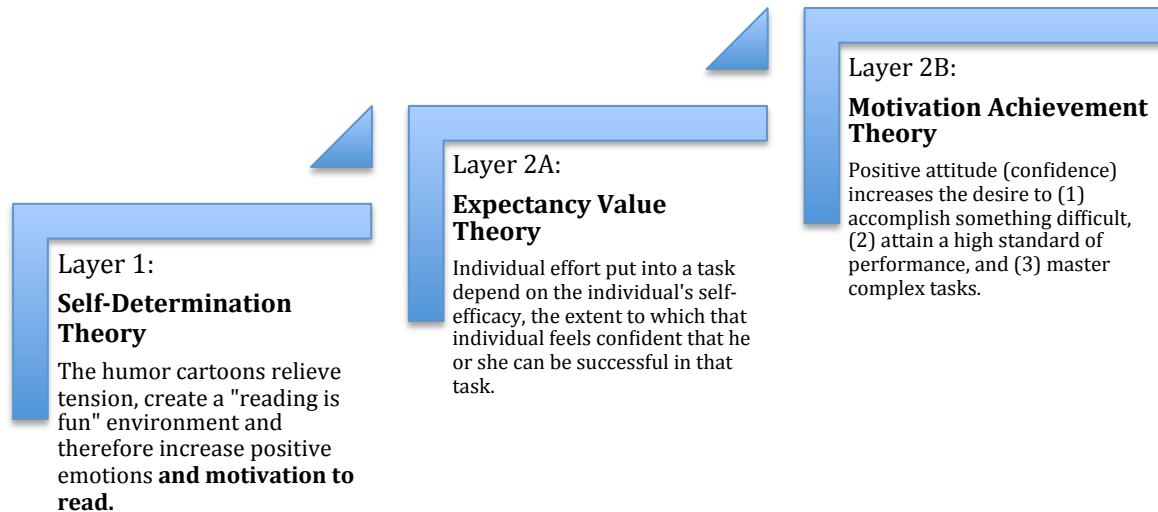 Layer 1:
Self-Determination
Theory
The humor cartoons relieve
tension, create a "reading is
fun" environment and
therefore increase positive
emotions and motivation to
read.
Layer 2A:
Expectancy Value
Theory
Individual effort put into a task
depend on the individual's self-
efficacy, the extent to which that
individual feels confident that he
or she can be successful in that
task.
Layer 2B:
Motivation Achievement
Theory
Positive attitude (confidence)
increases the desire to (1)
accomplish something difficult,
(2) attain a high standard of
performance, and (3) master
complex tasks.